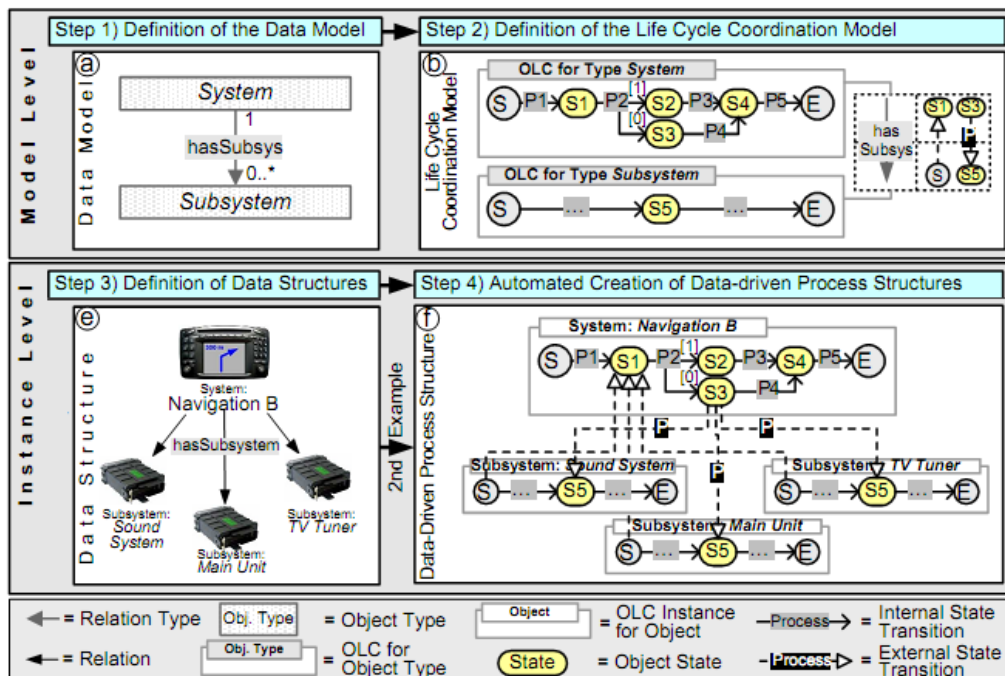 Model Level
Step 1) Definition of the Data Model
Step 2) Definition of the Life Cycle Coordination Model
a
Data Model
System
1
hasSubsys
0..*
Subsystem
b
Life Cycle
Coordination Model
OLC for Type System
S P1 S1 P2 [1] S2 P3 S4 P5 E
[0] S3 P4
OLC for Type Subsystem
S ... S5 ... E
has
Subsys
S1 S3
P
S S5
Instance Level
Step 3) Definition of Data Structures
Step 4) Automated Creation of Data-driven Process Structures
e
Data Structure
System:
Navigation B
hasSubsystem
Subsystem:
Sound
System
Subsystem:
Main Unit
Subsystem:
TV Tuner
2nd Example
f
Data-Driven Process Structure
System: Navigation B
S P1 S1 P2 [1] S2 P3 S4 P5 E
[0] S3 P4
P P
P
Subsystem: Sound System
S ... S5 ... E
Subsystem: TV Tuner
S ... S5 ... E
Subsystem: Main Unit
S ... S5 ... E
= Relation Type
Obj. Type = Object Type
Object = OLC Instance
for Object
Process = Internal State
Transition
= Relation
Obj. Type = OLC for
Object Type
State = Object State
Process = External State
Transition